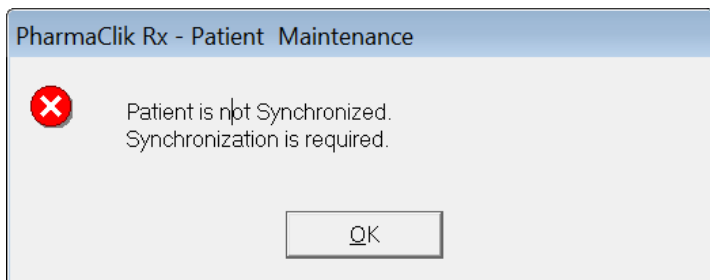 PharmaClik Rx - Patient  Maintenance
Patient is not Synchronized.
Synchronization is required.
OK